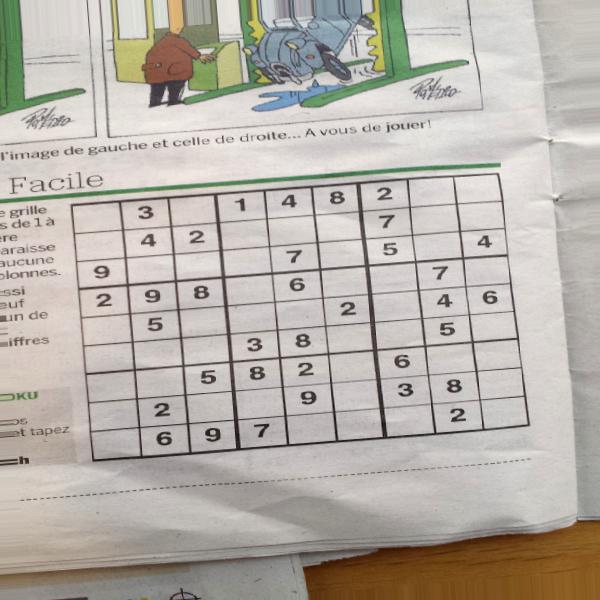 l'image de gauche et celle de droite... A vous de jouer!
Facile
e grille
s de 1 à
ère
araisse
aucune
olonnes.
ssi
euf
un de
iffres
KU
os
et tapez
h
3 1 4 8 2
4 2 7
9 7 5 4
2 9 8 6 7
5 2 4 6
3 8 5
5 8 2 6
2 9 3 8
6 9 7 2